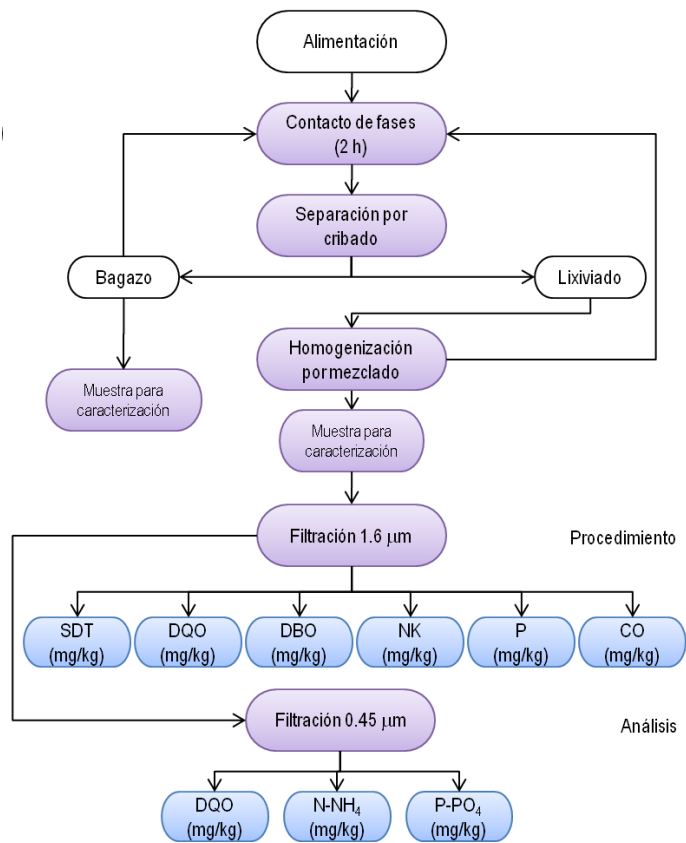 Alimentación
Contacto de fases
(2 h)
Separación por
cribado
Bagazo
Lixiviado
Homogenización
por mezclado
Muestra para
caracterización
Muestra para
caracterización
Filtración 1.6 µm
Procedimiento
SDT
(mg/kg)
DQO
(mg/kg)
DBO
(mg/kg)
NK
(mg/kg)
P
(mg/kg)
CO
(mg/kg)
Filtración 0.45 µm
Análisis
DQO
(mg/kg)
N-NH₄
(mg/kg)
P-PO₄
(mg/kg)